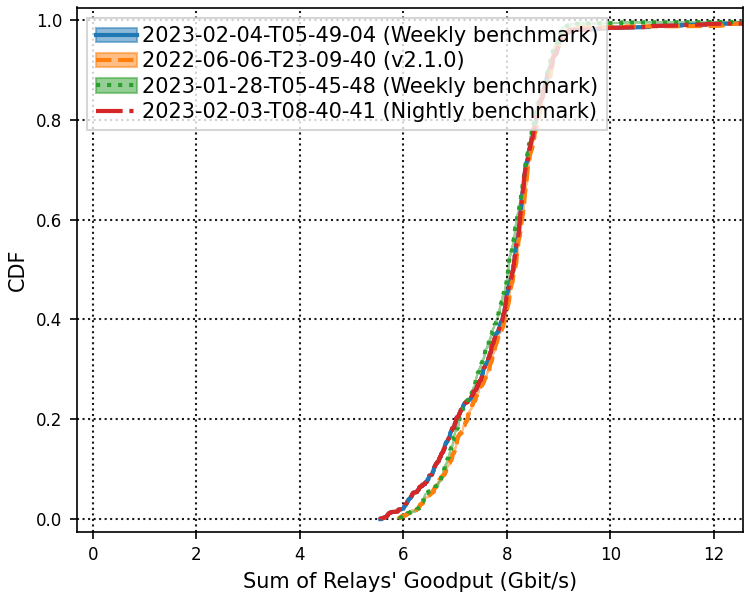 1.0
0.8
0.6
0.4
0.2
0.0
CDF
2023-02-04-T05-49-04 (Weekly benchmark)
2022-06-06-T23-09-40 (v2.1.0)
2023-01-28-T05-45-48 (Weekly benchmark)
2023-02-03-T08-40-41 (Nightly benchmark)
0 2 4 6 8 10 12
Sum of Relays' Goodput (Gbit/s)